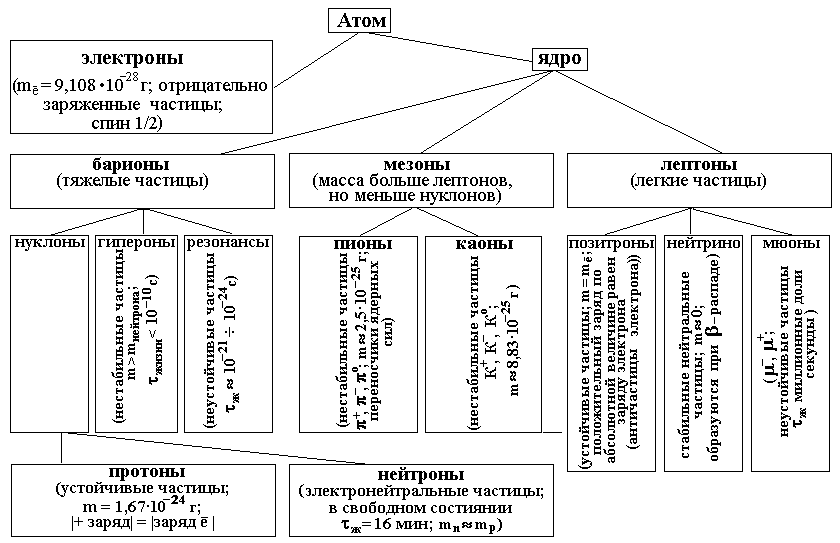 Атом
электроны
(mē = 9,108 • 10⁻²⁸ г; отрицательно
заряженные частицы;
спин 1/2)
ядро
барионы
(тяжелые частицы)
мезоны
(масса больше лептонов,
но меньше нуклонов)
лептоны
(легкие частицы)
нуклоны
гипероны
(нестабильные частицы
m > mнейтрона;
τжизни < 10⁻¹⁰ с)
резонансы
(неустойчивые частицы
τж ≈ 10⁻²¹ ÷ 10⁻²⁴ с)
пионы
(нестабильные частицы
π⁺, π⁻, π⁰; m ≈ 2,5·10⁻²⁵ г;
переносчики ядерных
сил)
каоны
(нестабильные частицы
К⁺, К⁻, К⁰;
m ≈ 8,83·10⁻²⁵ г)
позитроны
(устойчивые частицы; m = mē;
положительный заряд по
абсолютной величине равен
заряду электрона
(античастицы электрона))
нейтрино
стабильные нейтральные
частицы; m ≈ 0;
образуются при β – распаде)
мюоны
(μ⁻, μ⁺;
неустойчивые частицы
τж миллионные доли
секунды)
протоны
(устойчивые частицы;
m = 1,67·10⁻²⁴ г;
|+ заряд| = |заряд ē |
нейтроны
(электронейтральные частицы;
в свободном состоянии
τж = 16 мин; mn ≈ mp)